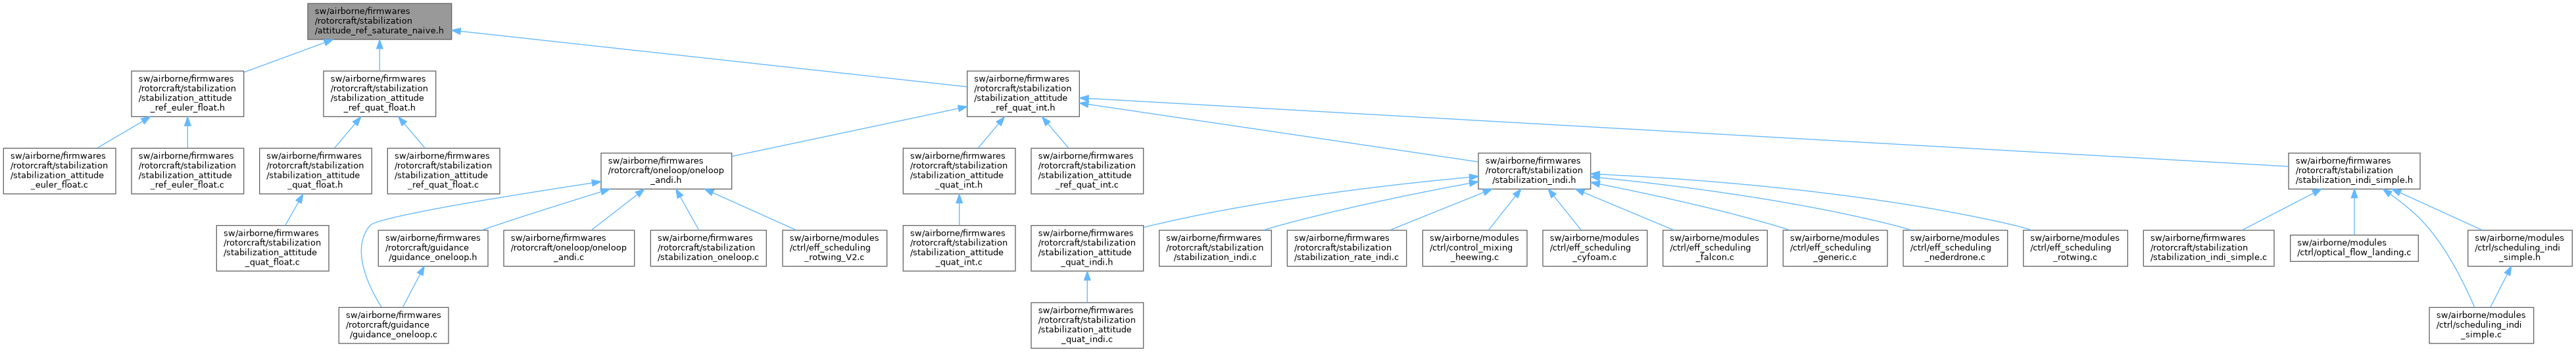 sw/airborne/firmwares
/rotorcraft/stabilization
/attitude_ref_saturate_naive.h
sw/airborne/firmwares
/rotorcraft/stabilization
/stabilization_attitude
_ref_euler_float.h
sw/airborne/firmwares
/rotorcraft/stabilization
/stabilization_attitude
_ref_quat_float.h
sw/airborne/firmwares
/rotorcraft/stabilization
/stabilization_attitude
_ref_quat_int.h
sw/airborne/firmwares
/rotorcraft/stabilization
/stabilization_attitude
_euler_float.c
sw/airborne/firmwares
/rotorcraft/stabilization
/stabilization_attitude
_ref_euler_float.c
sw/airborne/firmwares
/rotorcraft/stabilization
/stabilization_attitude
_quat_float.h
sw/airborne/firmwares
/rotorcraft/stabilization
/stabilization_attitude
_ref_quat_float.c
sw/airborne/firmwares
/rotorcraft/oneloop/oneloop
_andi.h
sw/airborne/firmwares
/rotorcraft/stabilization
/stabilization_attitude
_quat_int.h
sw/airborne/firmwares
/rotorcraft/stabilization
/stabilization_attitude
_ref_quat_int.c
sw/airborne/firmwares
/rotorcraft/stabilization
/stabilization_indi.h
sw/airborne/firmwares
/rotorcraft/stabilization
/stabilization_indi_simple.h
sw/airborne/firmwares
/rotorcraft/stabilization
/stabilization_attitude
_quat_float.c
sw/airborne/firmwares
/rotorcraft/guidance
/guidance_oneloop.h
sw/airborne/firmwares
/rotorcraft/oneloop/oneloop
_andi.c
sw/airborne/firmwares
/rotorcraft/stabilization
/stabilization_oneloop.c
sw/airborne/modules
/ctrl/eff_scheduling
_rotwing_V2.c
sw/airborne/firmwares
/rotorcraft/stabilization
/stabilization_attitude
_quat_int.c
sw/airborne/firmwares
/rotorcraft/stabilization
/stabilization_attitude
_quat_indi.h
sw/airborne/firmwares
/rotorcraft/stabilization
/stabilization_indi.c
sw/airborne/firmwares
/rotorcraft/stabilization
/stabilization_rate_indi.c
sw/airborne/modules
/ctrl/control_mixing
_heewing.c
sw/airborne/modules
/ctrl/eff_scheduling
_cyfoam.c
sw/airborne/modules
/ctrl/eff_scheduling
_falcon.c
sw/airborne/modules
/ctrl/eff_scheduling
_generic.c
sw/airborne/modules
/ctrl/eff_scheduling
_nederdrone.c
sw/airborne/modules
/ctrl/eff_scheduling
_rotwing.c
sw/airborne/firmwares
/rotorcraft/stabilization
/stabilization_indi_simple.c
sw/airborne/modules
/ctrl/optical_flow_landing.c
sw/airborne/modules
/ctrl/scheduling_indi
_simple.h
sw/airborne/firmwares
/rotorcraft/guidance
/guidance_oneloop.c
sw/airborne/firmwares
/rotorcraft/stabilization
/stabilization_attitude
_quat_indi.c
sw/airborne/modules
/ctrl/scheduling_indi
_simple.c